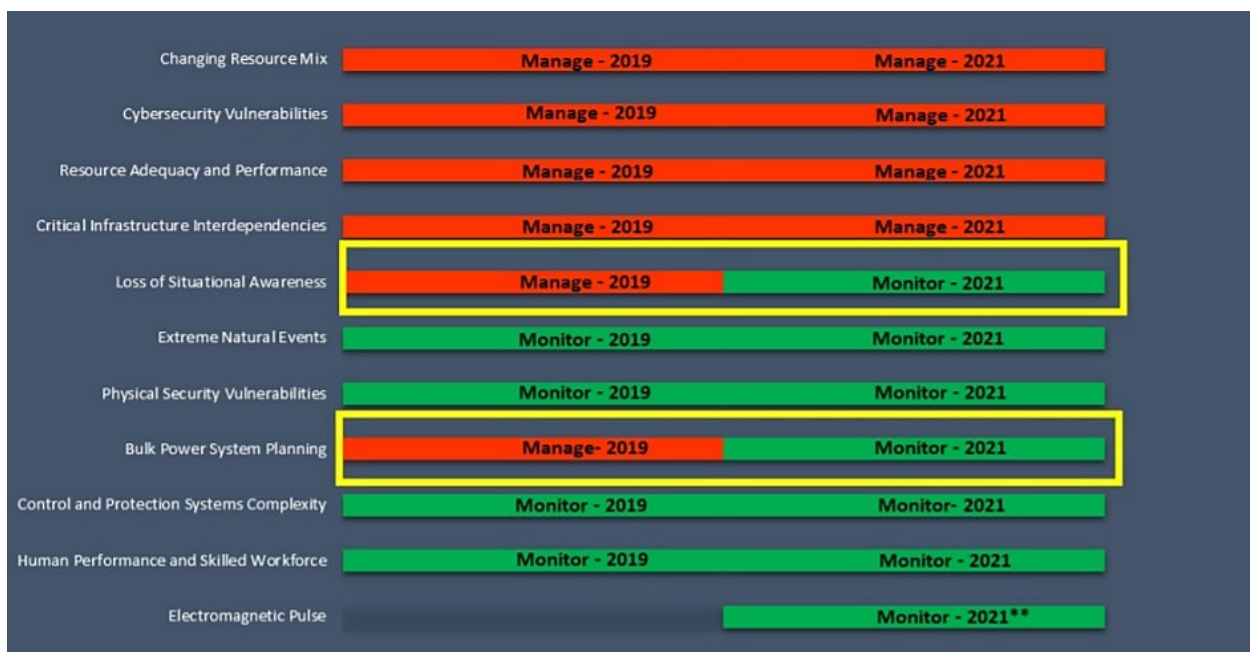 Changing Resource Mix Manage - 2019 Manage - 2021
Cybersecurity Vulnerabilities Manage - 2019 Manage - 2021
Resource Adequacy and Performance Manage - 2019 Manage - 2021
Critical Infrastructure Interdependencies Manage - 2019 Manage - 2021
Loss of Situational Awareness Manage - 2019 Monitor - 2021
Extreme Natural Events Monitor - 2019 Monitor - 2021
Physical Security Vulnerabilities Monitor - 2019 Monitor - 2021
Bulk Power System Planning Manage- 2019 Monitor - 2021
Control and Protection Systems Complexity Monitor - 2019 Monitor- 2021
Human Performance and Skilled Workforce Monitor - 2019 Monitor - 2021
Electromagnetic Pulse Monitor - 2021**